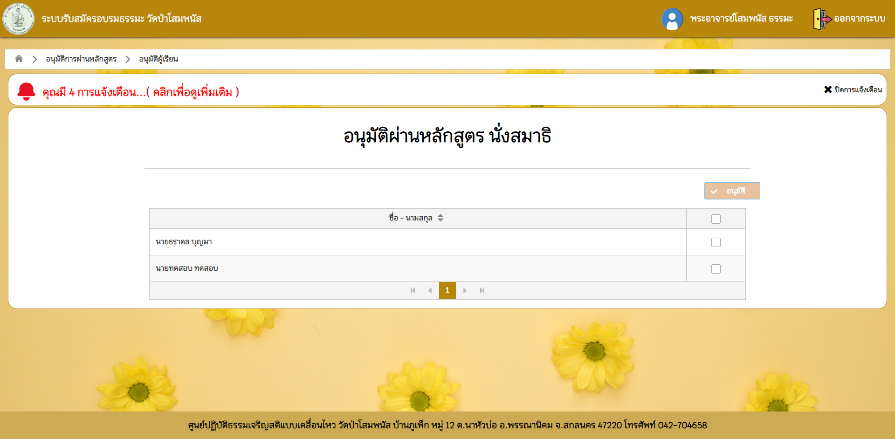 ระบบรับสมัครอบรมธรรมะ วัดป่าโสมพนัส
พระอาจารย์โสมพนัส ธรรมะ
ออกจากระบบ
อนุมัติการผ่านหลักสูตร
อนุมัติผู้เรียน
คุณมี 4 การแจ้งเตือน...( คลิกเพื่อดูเพิ่มเติม )
ปิดการแจ้งเตือน
อนุมัติผ่านหลักสูตร นั่งสมาธิ
อนุมัติ
ชื่อ - นามสกุล
นายธราดล บุญมา
นายทดสอบ ทดสอบ
1
ศูนย์ปฏิบัติธรรมเจริญสติแบบเคลื่อนไหว วัดป่าโสมพนัส บ้านภูเพ็ก หมู่ 12 ต.นาหัวบ่อ อ.พรรณานิคม จ.สกลนคร 47220 โทรศัพท์ 042-704658